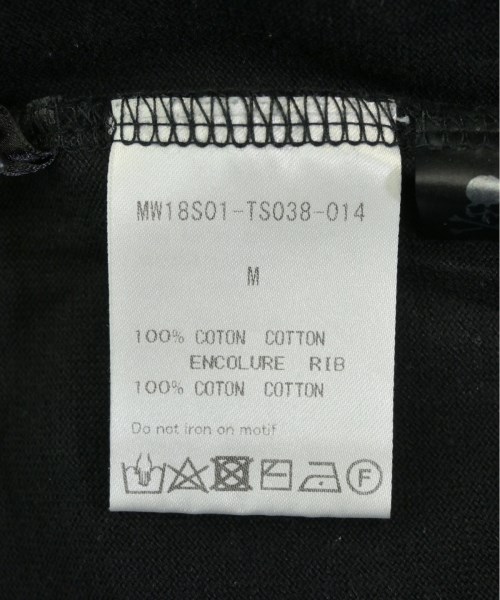 MW18S01-TS038-014
M
100% COTON COTTON
ENCOLURE RIB
100% COTON COTTON
Do not iron on motif
F